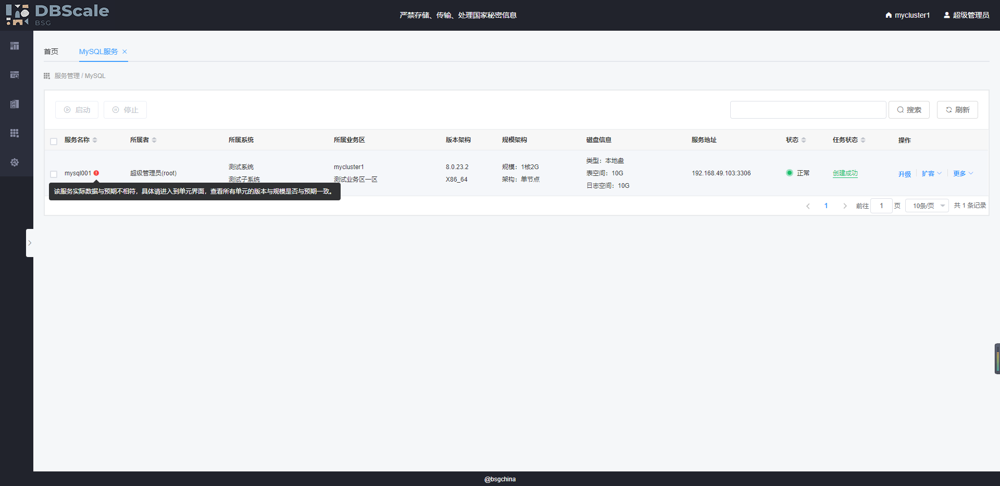 DBScale
BSG
严禁存储、传输、处理国家秘密信息
mycluster1
超级管理员
首页
MySQL服务
服务管理 / MySQL
启动
停止
搜索
刷新
服务名称 所属者 所属系统 所属业务区 版本架构 规模架构 磁盘信息 服务地址 状态 任务状态 操作
mysql001
超级管理员(root)
测试系统
测试子系统
mycluster1
测试业务区一区
8.0.23.2
X86_64
规模：1核2G
架构：单节点
类型：本地盘
表空间：10G
日志空间：10G
192.168.49.103:3306
正常
创建成功
升级 扩容 更多
该服务实际数据与预期不相符，具体请进入到单元界面，查看所有单元的版本与规模是否与预期一致。
1 前往 1 页 10条/页 共 1 条记录
@bsgchina